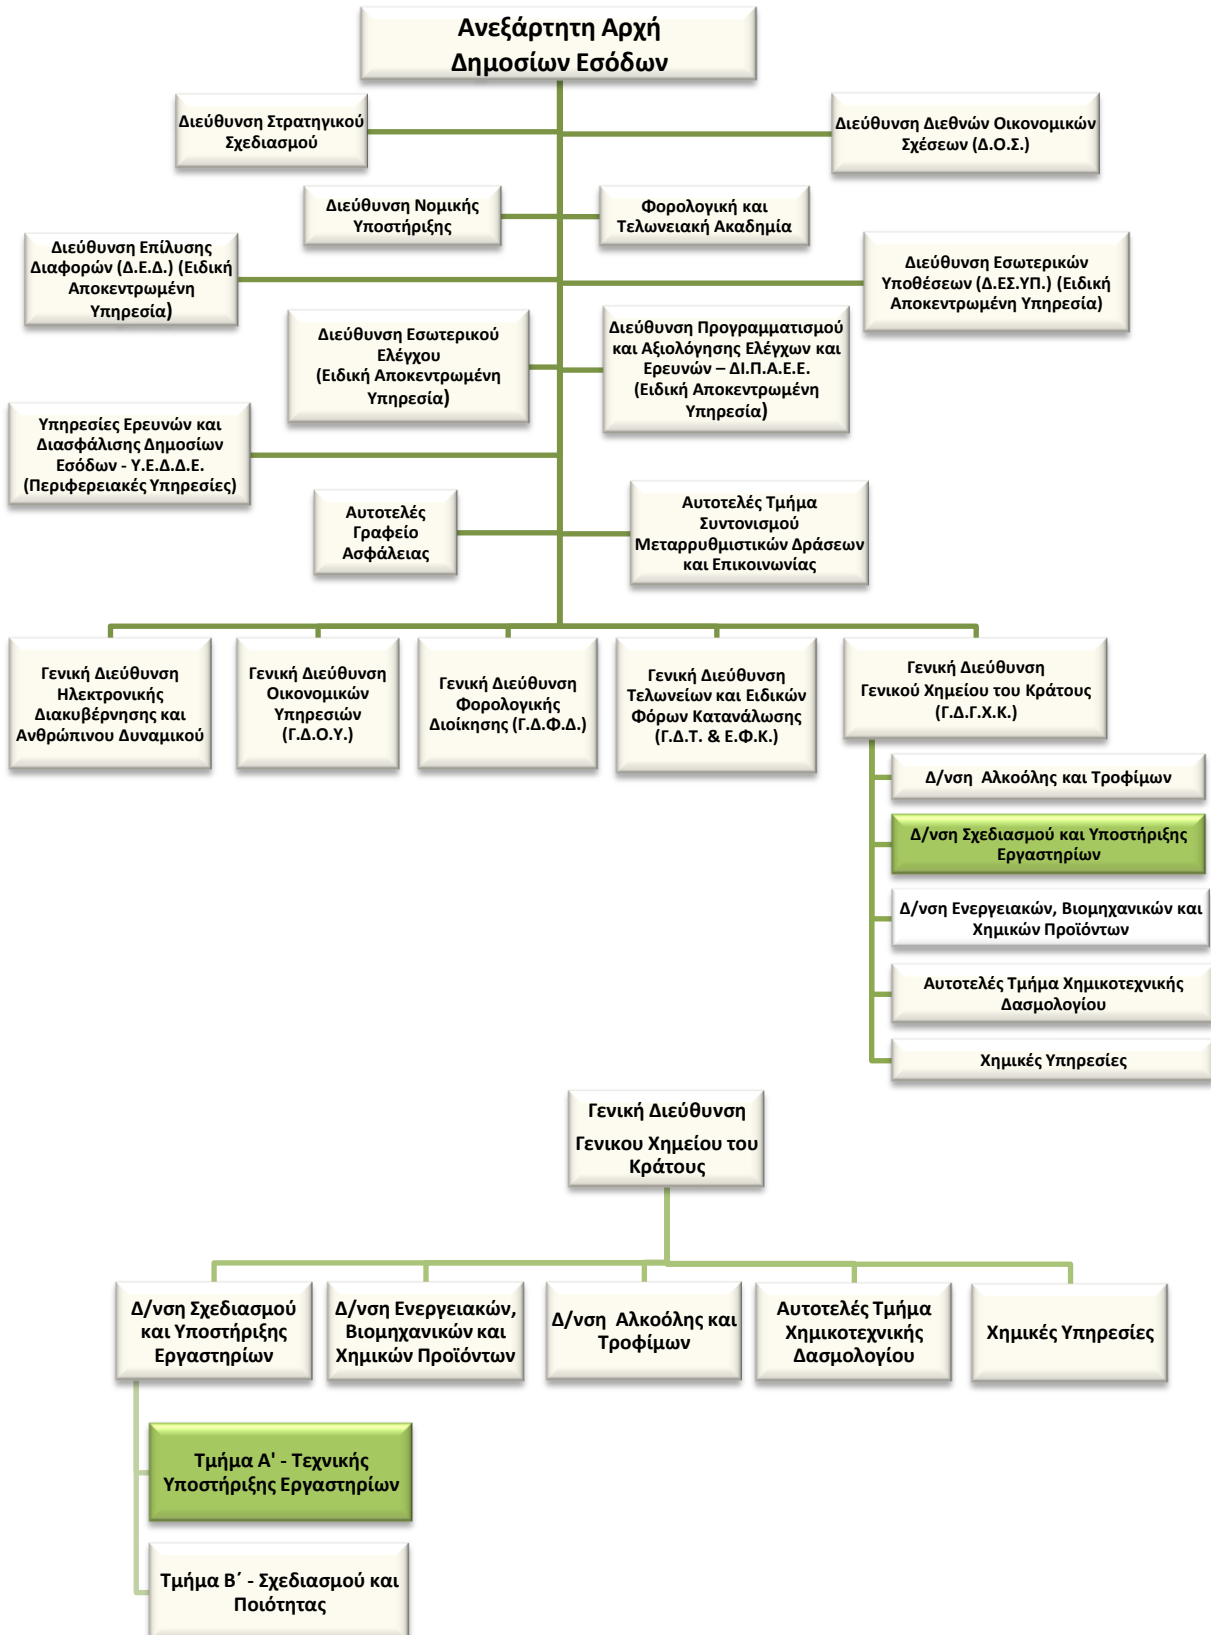 Ανεξάρτητη Αρχή
Δημοσίων Εσόδων
Διεύθυνση Στρατηγικού
Σχεδιασμού
Διεύθυνση Διεθνών Οικονομικών
Σχέσεων (Δ.Ο.Σ.)
Διεύθυνση Νομικής
Υποστήριξης
Φορολογική και
Τελωνειακή Ακαδημία
Διεύθυνση Επίλυσης
Διαφορών (Δ.Ε.Δ.) (Ειδική
Αποκεντρωμένη
Υπηρεσία)
Διεύθυνση Εσωτερικών
Υποθέσεων (Δ.ΕΣ.ΥΠ.) (Ειδική
Αποκεντρωμένη Υπηρεσία)
Διεύθυνση Εσωτερικού
Ελέγχου
(Ειδική Αποκεντρωμένη
Υπηρεσία)
Διεύθυνση Προγραμματισμού
και Αξιολόγησης Ελέγχων και
Ερευνών – ΔΙ.Π.Α.Ε.Ε.
(Ειδική Αποκεντρωμένη
Υπηρεσία)
Υπηρεσίες Ερευνών και
Διασφάλισης Δημοσίων
Εσόδων - Υ.Ε.Δ.Δ.Ε.
(Περιφερειακές Υπηρεσίες)
Αυτοτελές
Γραφείο
Ασφάλειας
Αυτοτελές Τμήμα
Συντονισμού
Μεταρρυθμιστικών Δράσεων
και Επικοινωνίας
Γενική Διεύθυνση
Ηλεκτρονικής
Διακυβέρνησης και
Ανθρώπινου Δυναμικού
Γενική Διεύθυνση
Οικονομικών
Υπηρεσιών
(Γ.Δ.Ο.Υ.)
Γενική Διεύθυνση
Φορολογικής
Διοίκησης (Γ.Δ.Φ.Δ.)
Γενική Διεύθυνση
Τελωνείων και Ειδικών
Φόρων Κατανάλωσης
(Γ.Δ.Τ. & Ε.Φ.Κ.)
Γενική Διεύθυνση
Γενικού Χημείου του Κράτους
(Γ.Δ.Γ.Χ.Κ.)
Δ/νση Αλκοόλης και Τροφίμων
Δ/νση Σχεδιασμού και Υποστήριξης
Εργαστηρίων
Δ/νση Ενεργειακών, Βιομηχανικών και
Χημικών Προϊόντων
Αυτοτελές Τμήμα Χημικοτεχνικής
Δασμολογίου
Χημικές Υπηρεσίες
Γενική Διεύθυνση
Γενικου Χημείου του
Κράτους
Δ/νση Σχεδιασμού
και Υποστήριξης
Εργαστηρίων
Δ/νση Ενεργειακών,
Βιομηχανικών και
Χημικών Προϊόντων
Δ/νση Αλκοόλης και
Τροφίμων
Αυτοτελές Τμήμα
Χημικοτεχνικής
Δασμολογίου
Χημικές Υπηρεσίες
Τμήμα Α' - Τεχνικής
Υποστήριξης Εργαστηρίων
Τμήμα Β΄ - Σχεδιασμού και
Ποιότητας